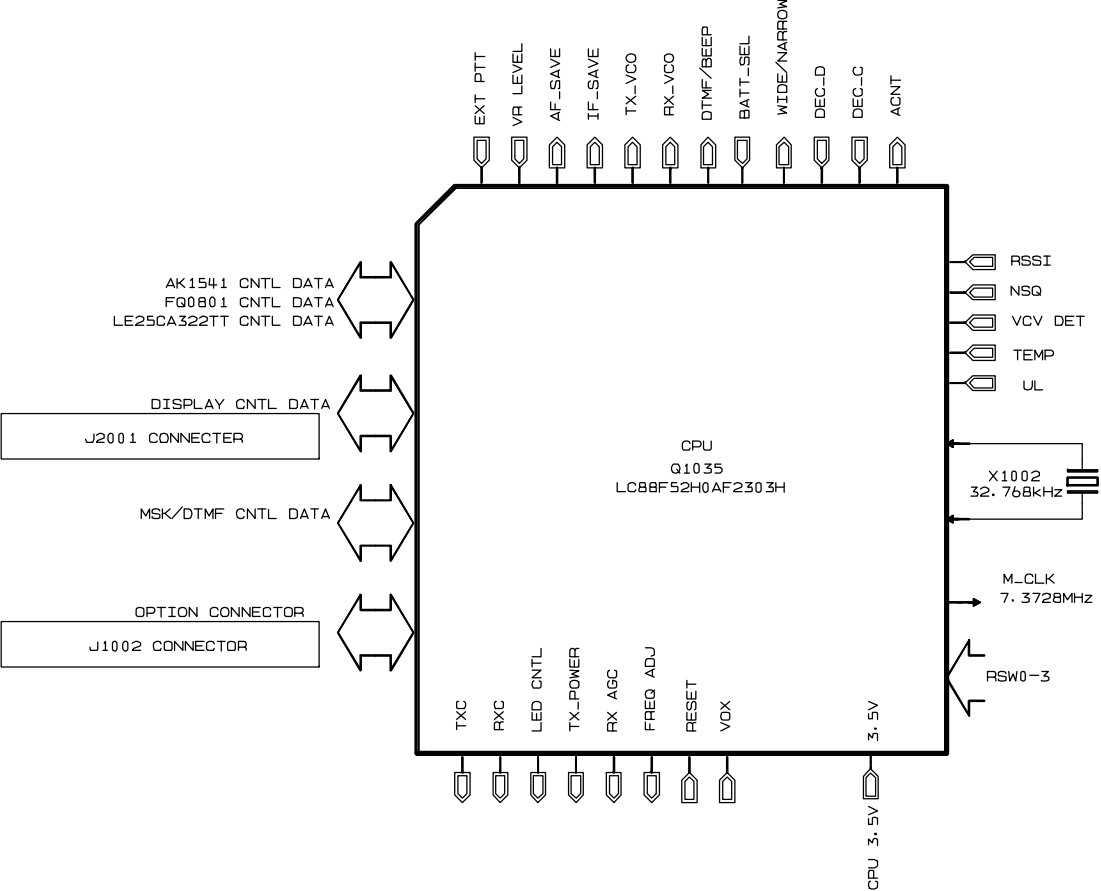 EXT PTT
VR LEVEL
AF_SAVE
IF_SAVE
TX_VCO
RX_VCO
DTMF/BEEP
BATT_SEL
WIDE/NARROW
DEC_D
DEC_C
ACNT
AK1541 CNTL DATA
FQ0801 CNTL DATA
LE25CA322TT CNTL DATA
DISPLAY CNTL DATA
J2001 CONNECTER
MSK/DTMF CNTL DATA
OPTION CONNECTOR
J1002 CONNECTOR
CPU
Q1035
LC88F52H0AF2303H
RSSI
NSQ
VCV DET
TEMP
UL
X1002
32.768kHz
M_CLK
7.3728MHz
RSW0-3
TXC
RXC
LED CNTL
TX_POWER
RX AGC
FREQ ADJ
RESET
VOX
3.5V
CPU 3.5V